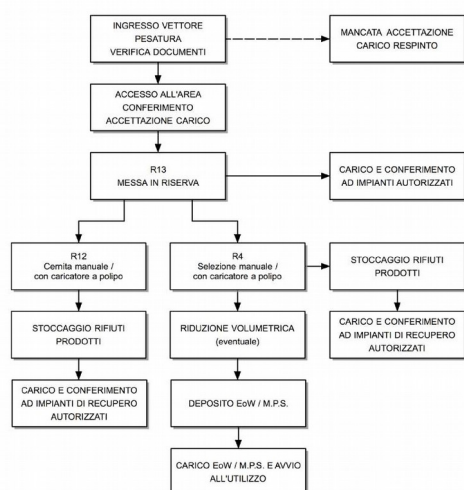 INGRESSO VETTORE
PESATURA
VERIFICA DOCUMENTI
MANCATA ACCETTAZIONE
CARICO RESPINTO
ACCESSO ALL'AREA
CONFERIMENTO
ACCETTAZIONE CARICO
R13
MESSA IN RISERVA
CARICO E CONFERIMENTO
AD IMPIANTI AUTORIZZATI
R12
Cernita manuale /
con caricatore a polipo
R4
Selezione manuale /
con caricatore a polipo
STOCCAGGIO RIFIUTI
PRODOTTI
STOCCAGGIO RIFIUTI
PRODOTTI
RIDUZIONE VOLUMETRICA
(eventuale)
CARICO E CONFERIMENTO
AD IMPIANTI DI RECUPERO
AUTORIZZATI
CARICO E CONFERIMENTO
AD IMPIANTI DI RECUPERO
AUTORIZZATI
DEPOSITO EoW / M.P.S.
CARICO EoW / M.P.S. E AVVIO
ALL'UTILIZZO